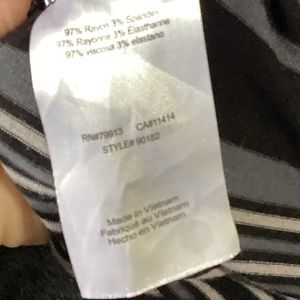 97% Rayon 3% Spandex
97% Rayonne 3% Élasthanne
97% viscosa 3% elastano
RN#79913 CA#11414
STYLE# 90182
Made in Vietnam
Fabriqué au Vietnam
Hecho en Vietnam